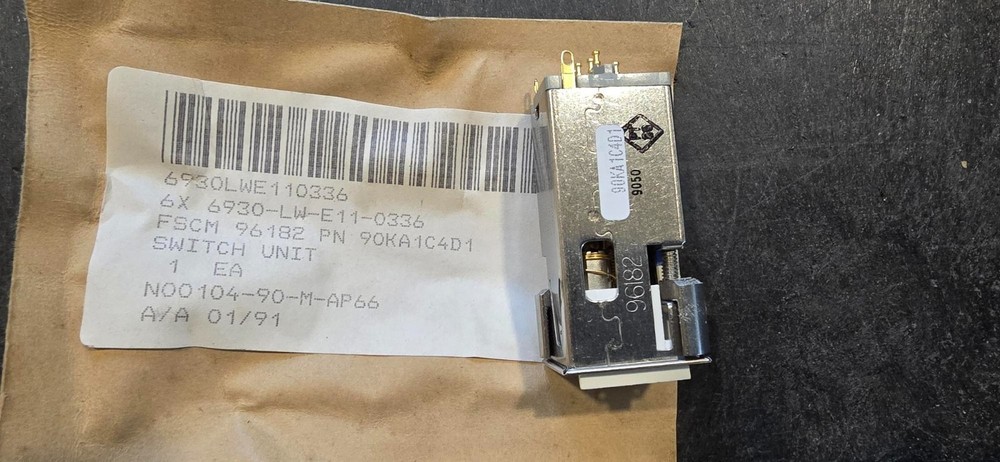 6930LWE110336
6X 6930-LW-E11-0336
FSCM 96182 PN 90KA1C4D1
SWITCH UNIT
1 EA
N00104-90-M-AP66
A/A 01/91
90KA1C4D1
9050
96182